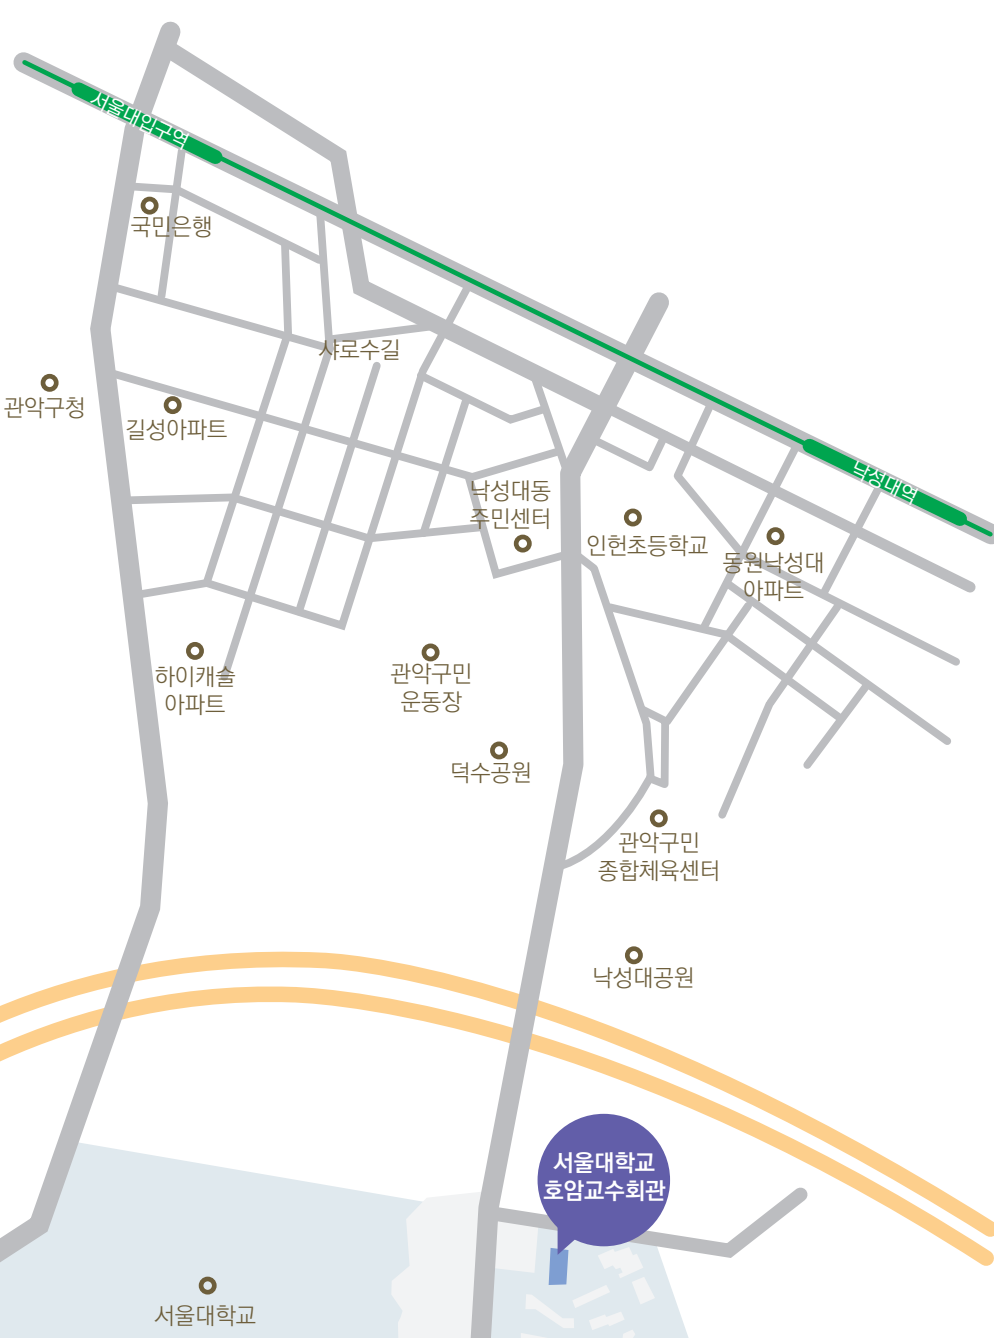 서울대입구역
국민은행
샤로수길
관악구청
길성아파트
낙성대역
낙성대동
주민센터
인헌초등학교
동원낙성대
아파트
하이캐슬
아파트
관악구민
운동장
덕수공원
관악구민
종합체육센터
낙성대공원
서울대학교
호암교수회관
서울대학교